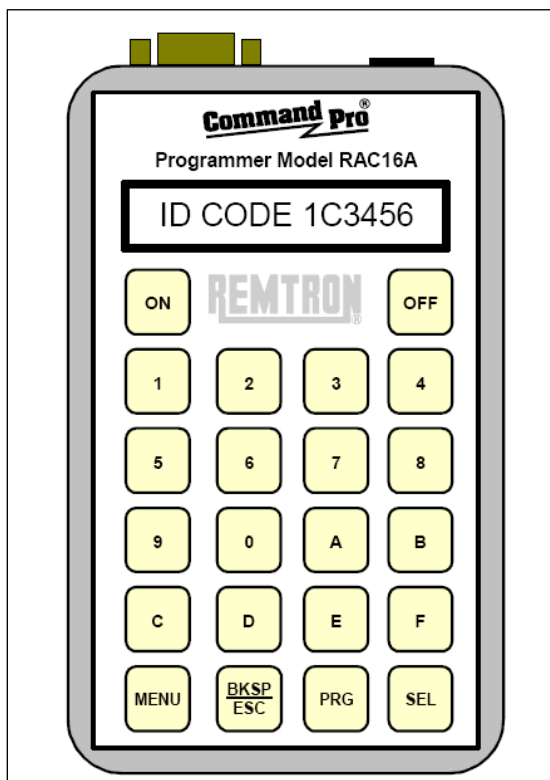 Command Pro®
Programmer Model RAC16A
ID CODE 1C3456
ON REMTRON® OFF
1 2 3 4
5 6 7 8
9 0 A B
C D E F
MENU BKSP PRG SEL
ESC